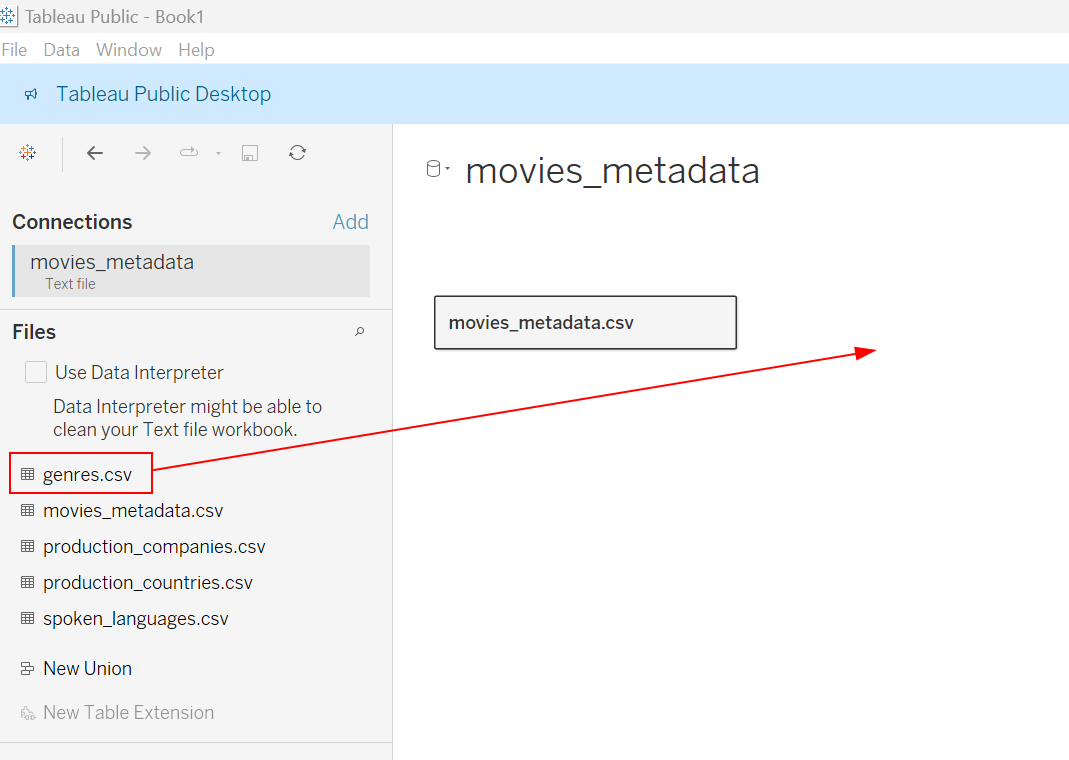 Tableau Public - Book1
File Data Window Help
Tableau Public Desktop
movies_metadata
Connections Add
movies_metadata
Text file
movies_metadata.csv
Files
Use Data Interpreter
Data Interpreter might be able to
clean your Text file workbook.
genres.csv
movies_metadata.csv
production_companies.csv
production_countries.csv
spoken_languages.csv
New Union
New Table Extension